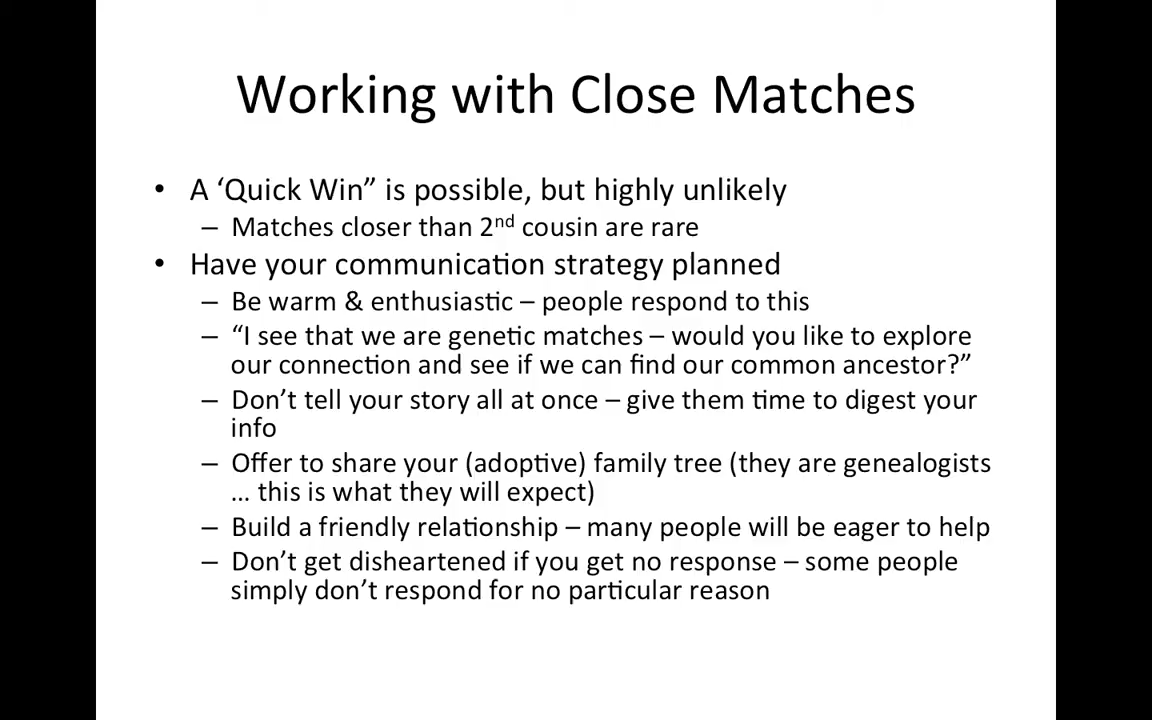 Working with Close Matches
• A ‘Quick Win” is possible, but highly unlikely
– Matches closer than 2nd cousin are rare
• Have your communication strategy planned
– Be warm & enthusiastic – people respond to this
– “I see that we are genetic matches – would you like to explore
our connection and see if we can find our common ancestor?”
– Don’t tell your story all at once – give them time to digest your
info
– Offer to share your (adoptive) family tree (they are genealogists
… this is what they will expect)
– Build a friendly relationship – many people will be eager to help
– Don’t get disheartened if you get no response – some people
simply don’t respond for no particular reason